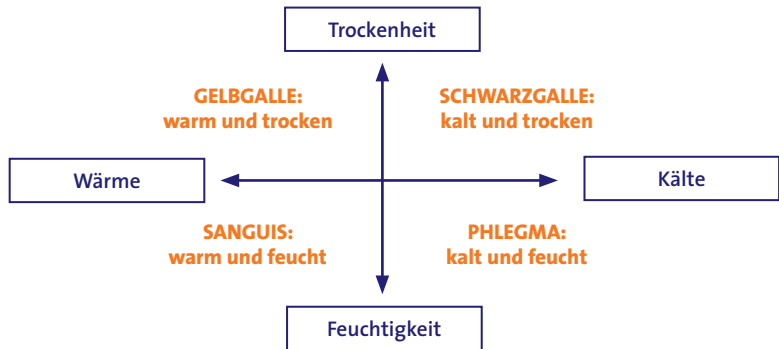 Trockenheit
GELBGALLE:
warm und trocken
SCHWARZGALLE:
kalt und trocken
Wärme
Kälte
SANGUIS:
warm und feucht
PHLEGMA:
kalt und feucht
Feuchtigkeit